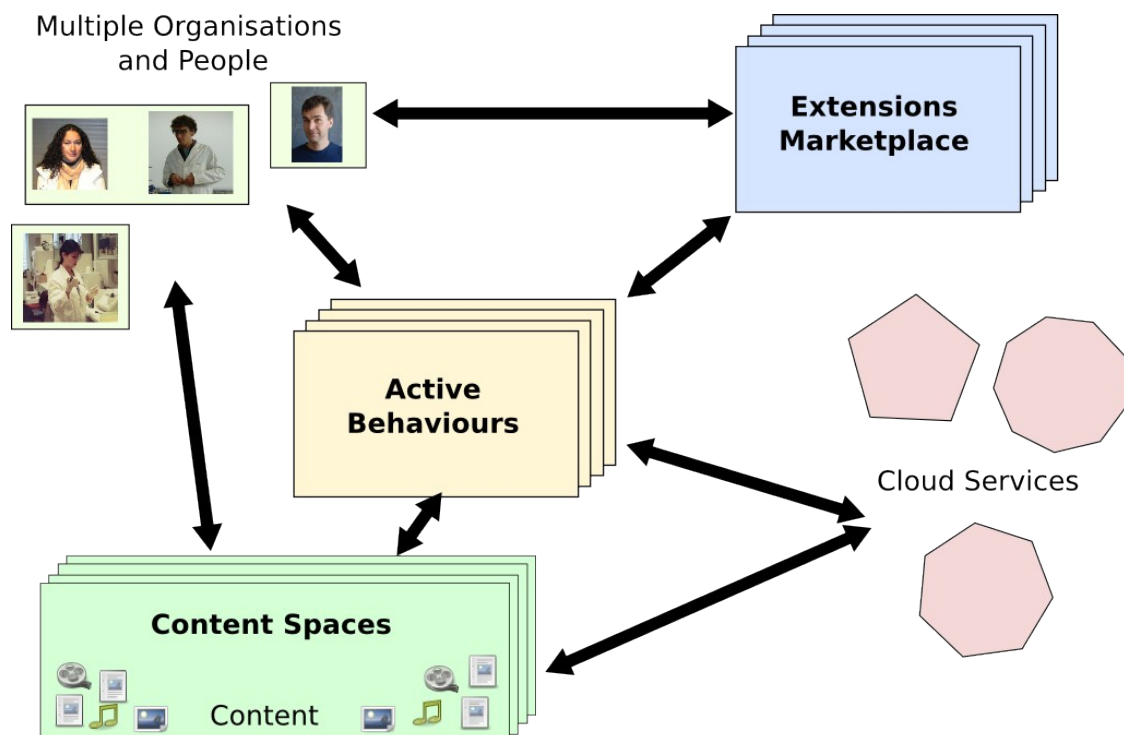 Multiple Organisations
and People
Extensions
Marketplace
Active
Behaviours
Cloud Services
Content Spaces
Content